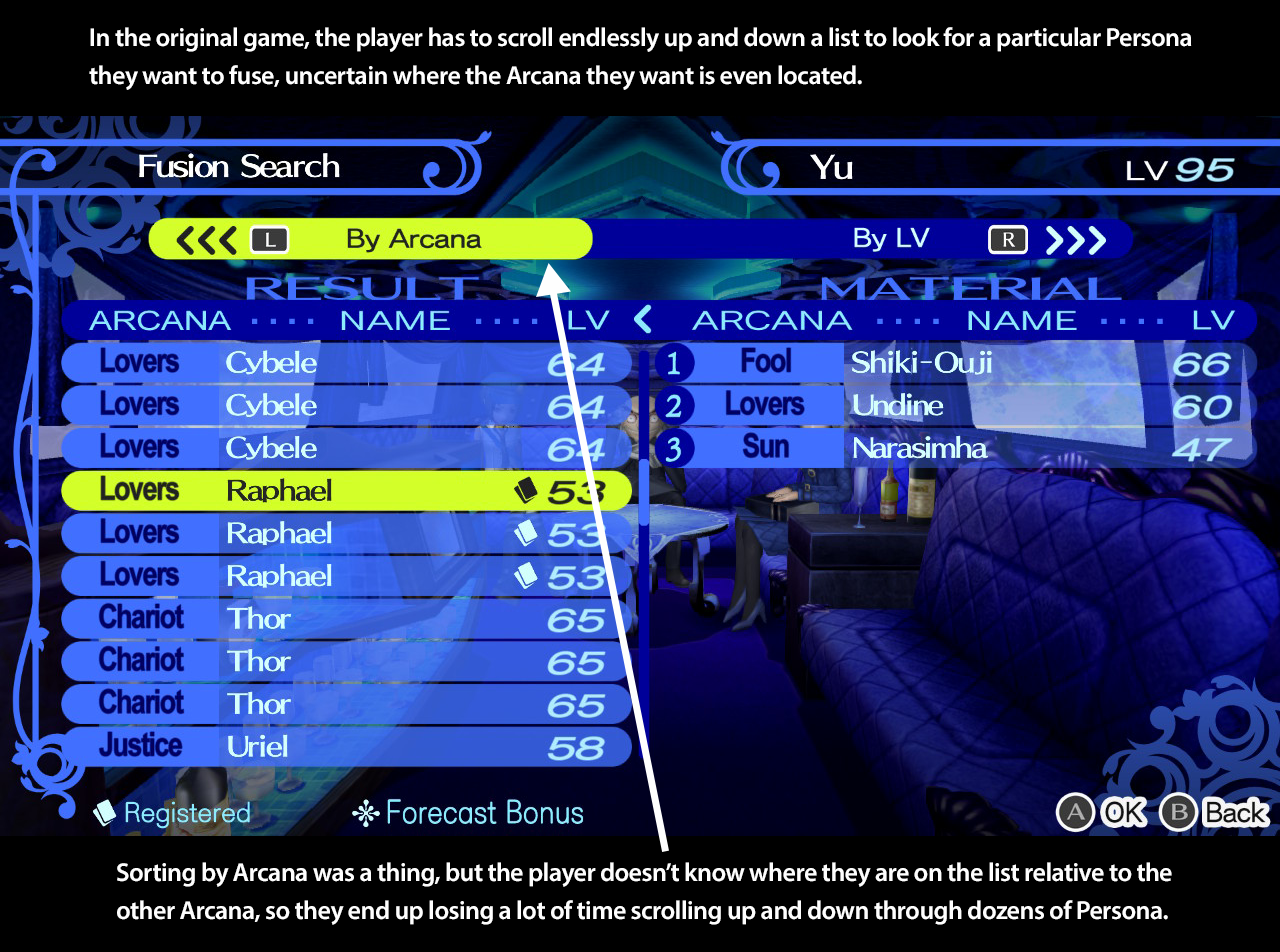 In the original game, the player has to scroll endlessly up and down a list to look for a particular Persona
they want to fuse, uncertain where the Arcana they want is even located.
Fusion Search
Yu LV 95
<<< L By Arcana
By LV R >>>
RESULT
MATERIAL
ARCANA ···· NAME ···· LV
< ARCANA ···· NAME ···· LV
Lovers Cybele 64
1 Fool Shiki-Ouji 66
Lovers Cybele 64
2 Lovers Undine 60
Lovers Cybele 64
3 Sun Narasimha 47
Lovers Raphael 53
Lovers Raphael 53
Lovers Raphael 53
Chariot Thor 65
Chariot Thor 65
Chariot Thor 65
Justice Uriel 58
Registered
Forecast Bonus
A OK B Back
Sorting by Arcana was a thing, but the player doesn't know where they are on the list relative to the
other Arcana, so they end up losing a lot of time scrolling up and down through dozens of Persona.